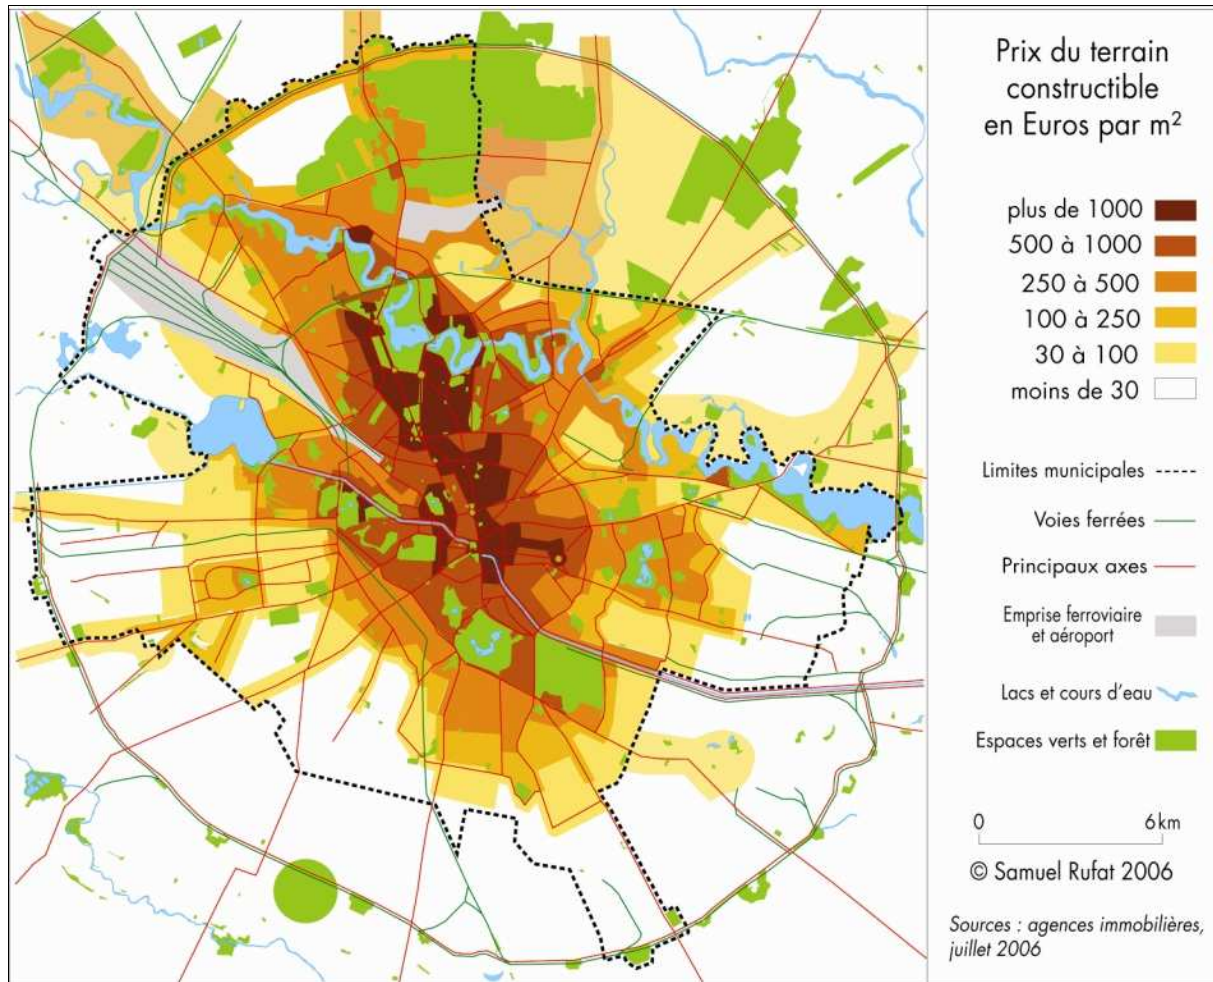 Prix du terrain
constructible
en Euros par m²
plus de 1000
500 à 1000
250 à 500
100 à 250
30 à 100
moins de 30
Limites municipales
Voies ferrées
Principaux axes
Emprise ferroviaire
et aéroport
Lacs et cours d'eau
Espaces verts et forêt
0 6 km
© Samuel Rufat 2006
Sources : agences immobilières,
juillet 2006